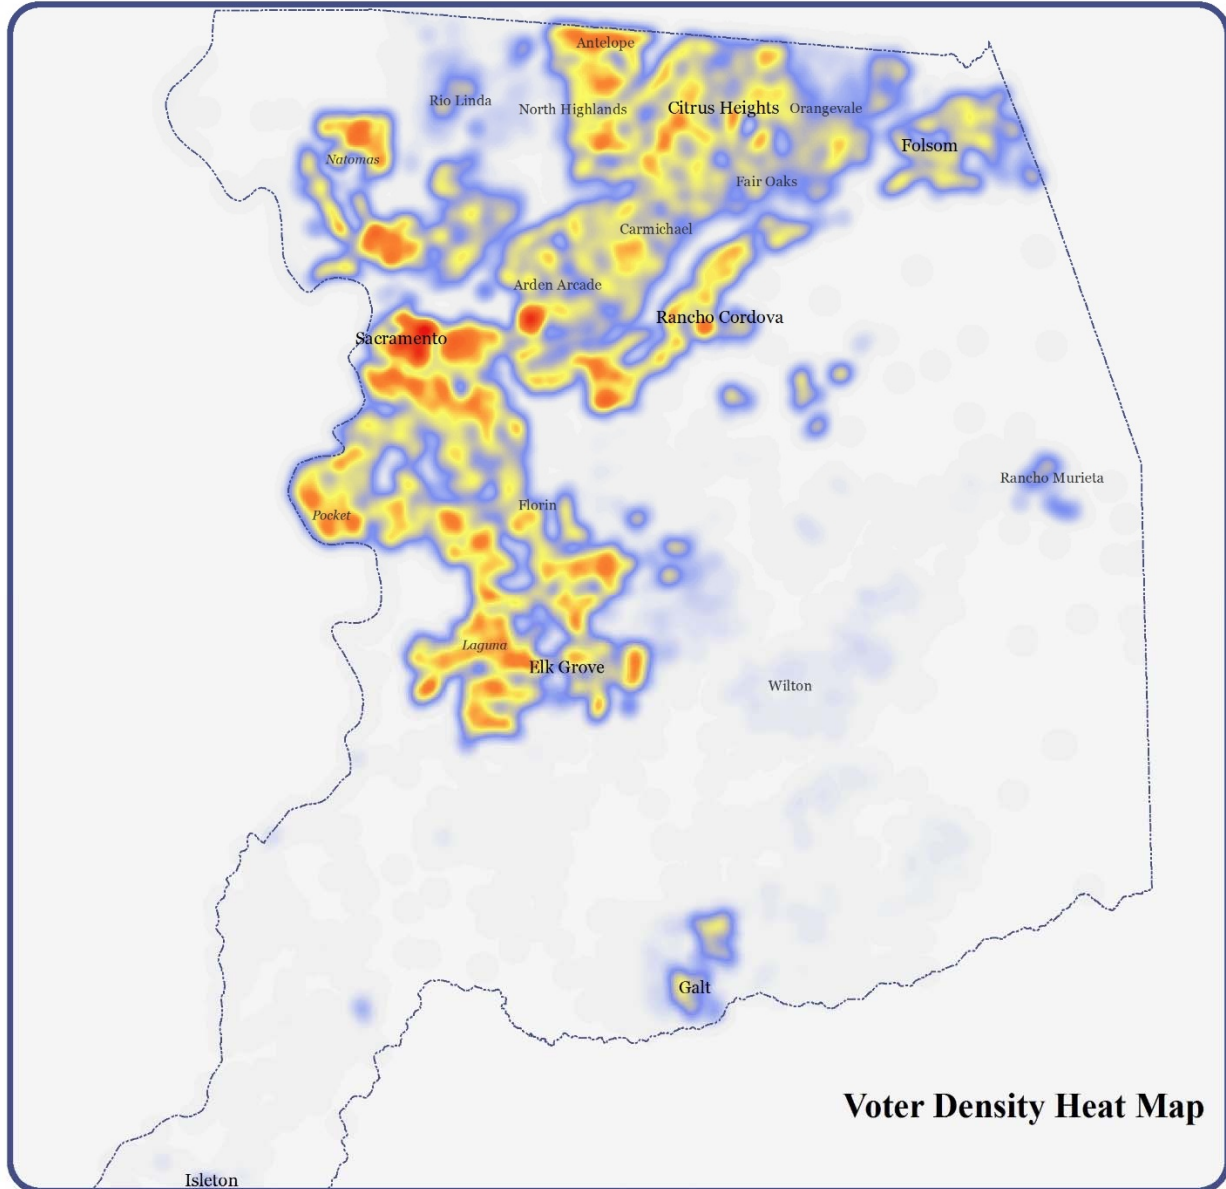 Antelope
Rio Linda
North Highlands
Citrus Heights
Orangevale
Folsom
Natomas
Fair Oaks
Carmichael
Arden Arcade
Rancho Cordova
Sacramento
Rancho Murieta
Florin
Pocket
Laguna
Elk Grove
Wilton
Galt
Voter Density Heat Map
Isleton